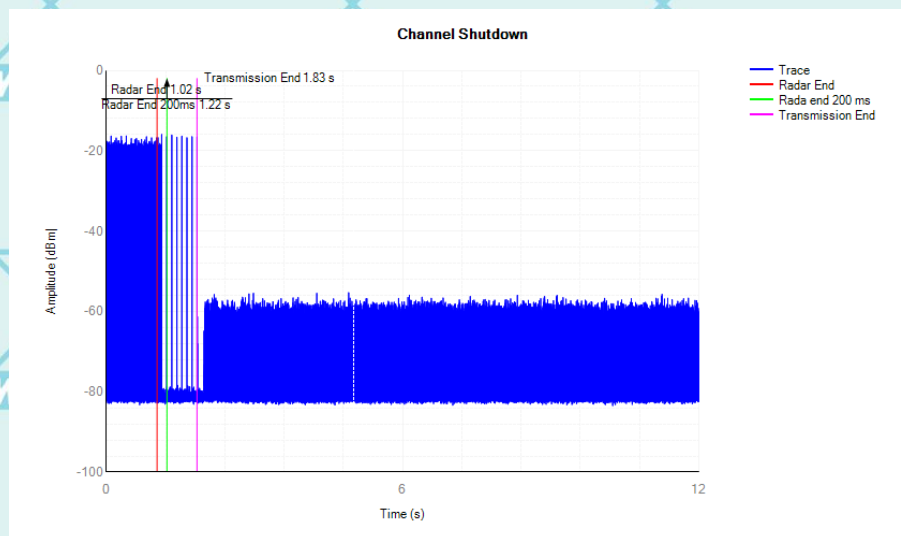 Channel Shutdown
Transmission End 1.83 s
Radar End 1.02 s
Radar End 200ms 1.22 s
Trace
Radar End
Rada end 200 ms
Transmission End
0
-20
-40
-60
-80
-100
Amplitude [dBm]
0 6 12
Time (s)